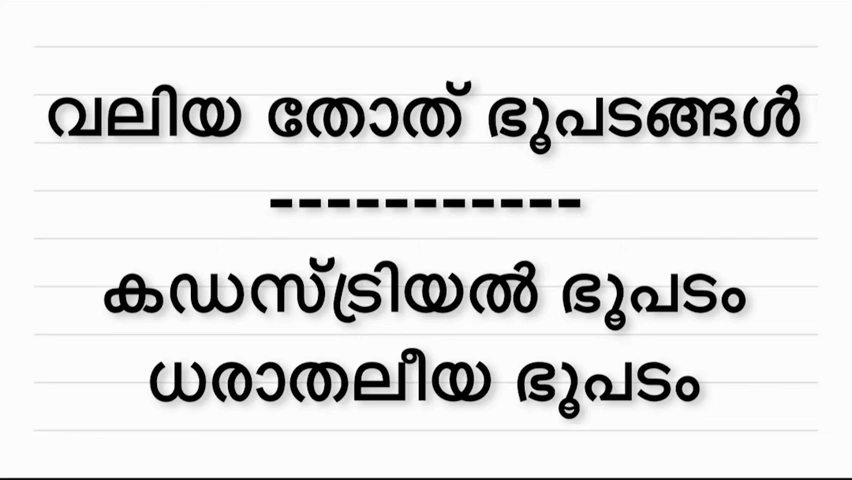 വലിയ തോത് ഭൂപടങ്ങൾ
-----------
കഡസ്ട്രിയൽ ഭൂപടം
ധരാതലീയ ഭൂപടം